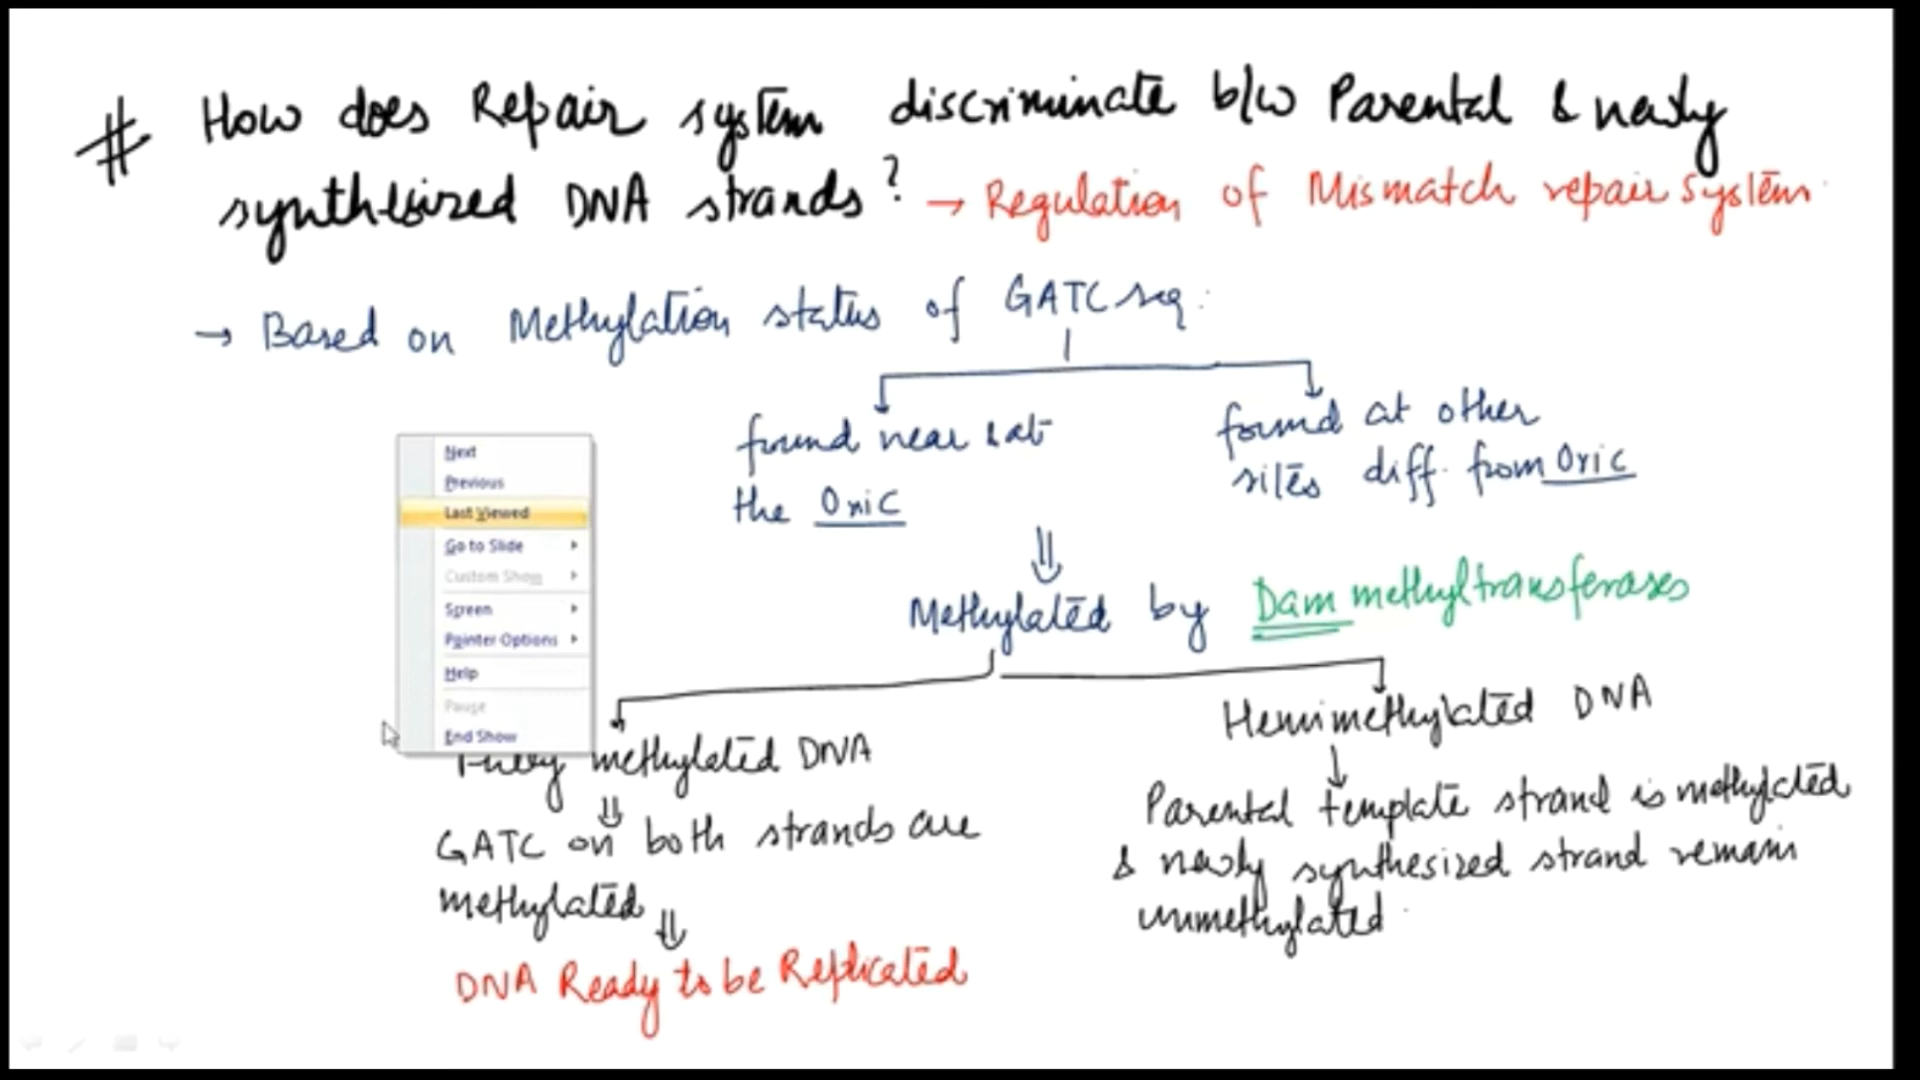 # How does Repair system discriminate b/w Parental & newly
synthesized DNA strands? → Regulation of Mismatch repair system
→ Based on Methylation status of GATC seq.
found near & at
the OriC
found at other
sites diff. from OriC
Methylated by Dam methyltransferases
Next
Previous
Last Viewed
Go to Slide
Custom Show
Screen
Pointer Options
Help
Pause
End Show
Fully methylated DNA
GATC on both strands are
methylated
DNA Ready to be Replicated
Hemimethylated DNA
Parental template strand is methylated
& newly synthesized strand remain
unmethylated.